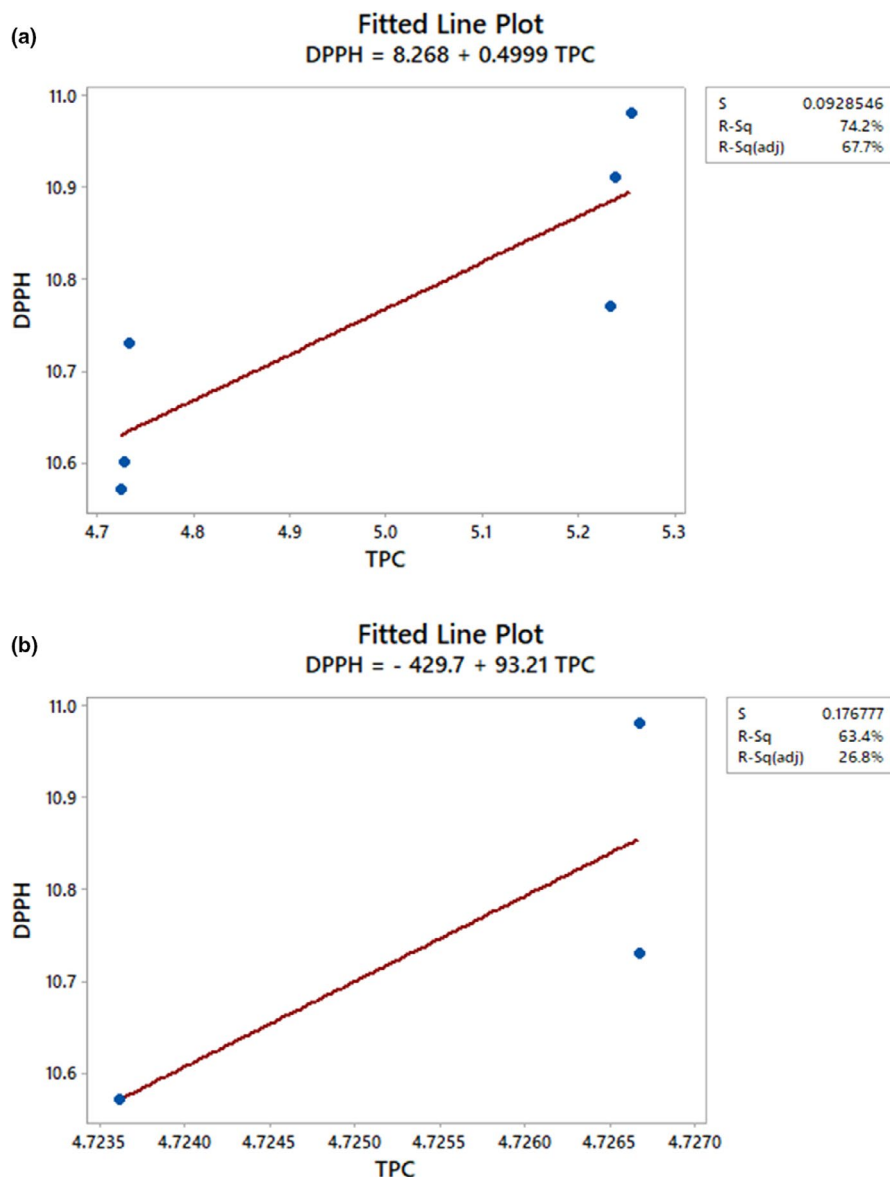 (a)
Fitted Line Plot
DPPH = 8.268 + 0.4999 TPC
S 0.0928546
R-Sq 74.2%
R-Sq(adj) 67.7%
11.0
10.9
10.8
10.7
10.6
DPPH
4.7 4.8 4.9 5.0 5.1 5.2 5.3
TPC
(b)
Fitted Line Plot
DPPH = - 429.7 + 93.21 TPC
S 0.176777
R-Sq 63.4%
R-Sq(adj) 26.8%
11.0
10.9
10.8
10.7
10.6
DPPH
4.7235 4.7240 4.7245 4.7250 4.7255 4.7260 4.7265 4.7270
TPC